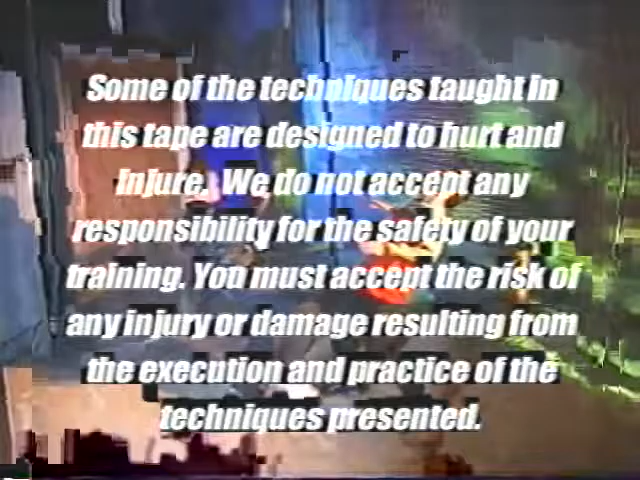 Some of the techniques taught in
this tape are designed to hurt and
injure. We do not accept any
responsibility for the safety of your
training. You must accept the risk of
any injury or damage resulting from
the execution and practice of the
techniques presented.